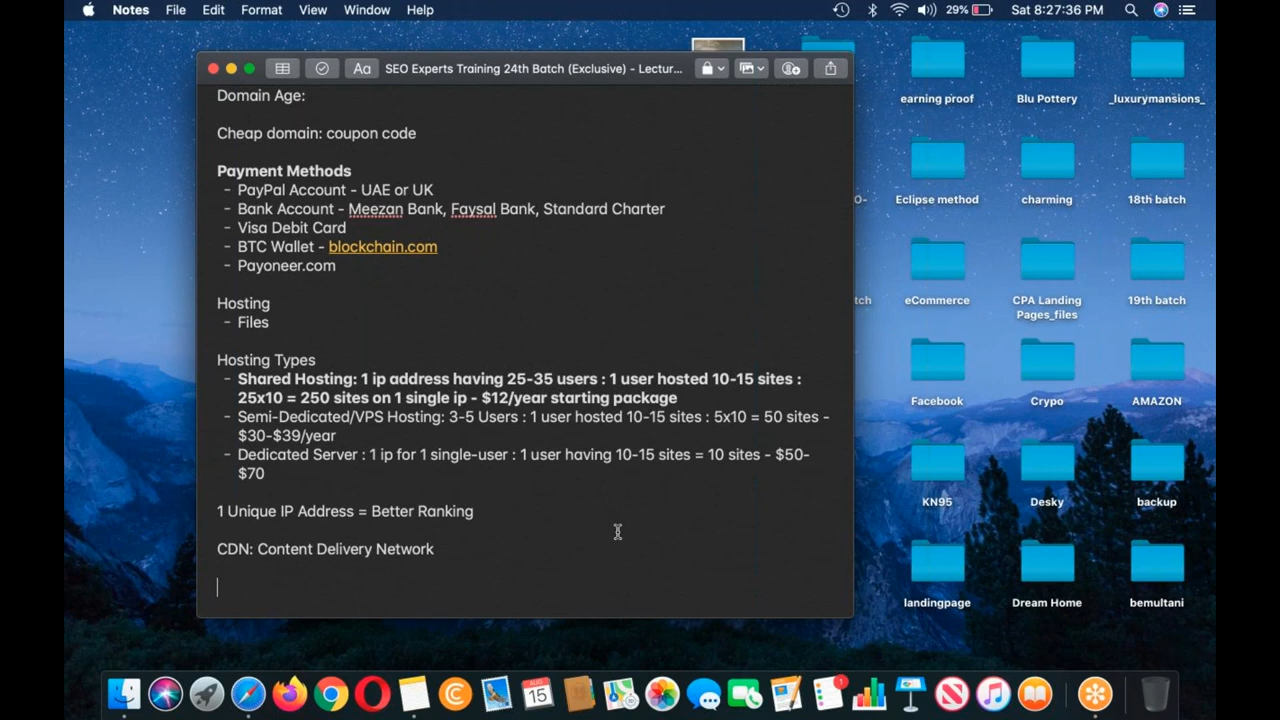 Notes File Edit Format View Window Help 29% Sat 8:27:36 PM
Aa SEO Experts Training 24th Batch (Exclusive) - Lectur...
Domain Age:
Cheap domain: coupon code
Payment Methods
- PayPal Account - UAE or UK
- Bank Account - Meezan Bank, Faysal Bank, Standard Charter
- Visa Debit Card
- BTC Wallet - blockchain.com
- Payoneer.com
Hosting
- Files
Hosting Types
- Shared Hosting: 1 ip address having 25-35 users : 1 user hosted 10-15 sites :
25x10 = 250 sites on 1 single ip - $12/year starting package
- Semi-Dedicated/VPS Hosting: 3-5 Users : 1 user hosted 10-15 sites : 5x10 = 50 sites -
$30-$39/year
- Dedicated Server : 1 ip for 1 single-user : 1 user having 10-15 sites = 10 sites - $50-
$70
1 Unique IP Address = Better Ranking
CDN: Content Delivery Network
earning proof Blu Pottery _luxurymansions_
O- Eclipse method charming 18th batch
tch eCommerce CPA Landing 19th batch
Pages_files
Facebook Crypo AMAZON
KN95 Desky backup
landingpage Dream Home bemultani
AUG
15
1